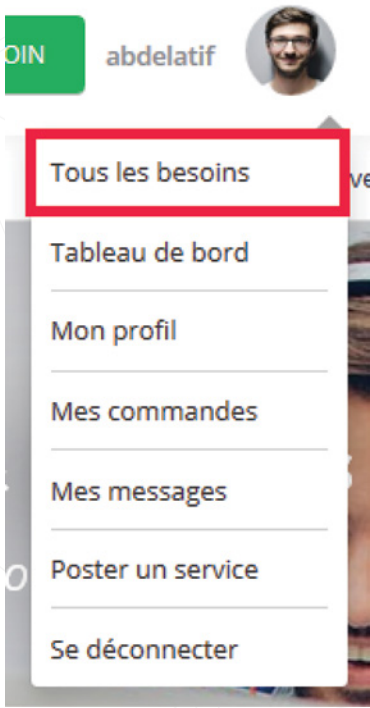 OIN
abdelatif
Tous les besoins
ve
Tableau de bord
Mon profil
Mes commandes
Mes messages
Poster un service
Se déconnecter